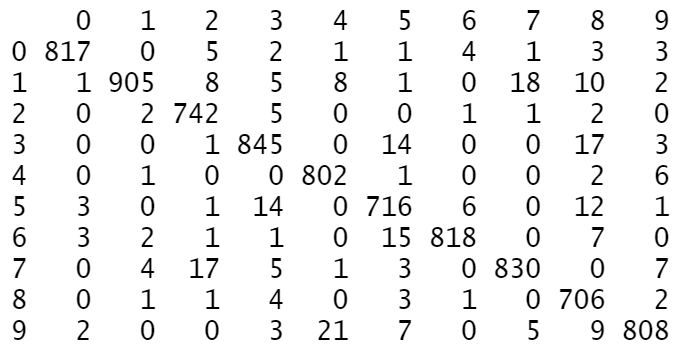 0 1 2 3 4 5 6 7 8 9
0 817 0 5 2 1 1 4 1 3 3
1 1 905 8 5 8 1 0 18 10 2
2 0 2 742 5 0 0 1 1 2 0
3 0 0 1 845 0 14 0 0 17 3
4 0 1 0 0 802 1 0 0 2 6
5 3 0 1 14 0 716 6 0 12 1
6 3 2 1 1 0 15 818 0 7 0
7 0 4 17 5 1 3 0 830 0 7
8 0 1 1 4 0 3 1 0 706 2
9 2 0 0 3 21 7 0 5 9 808